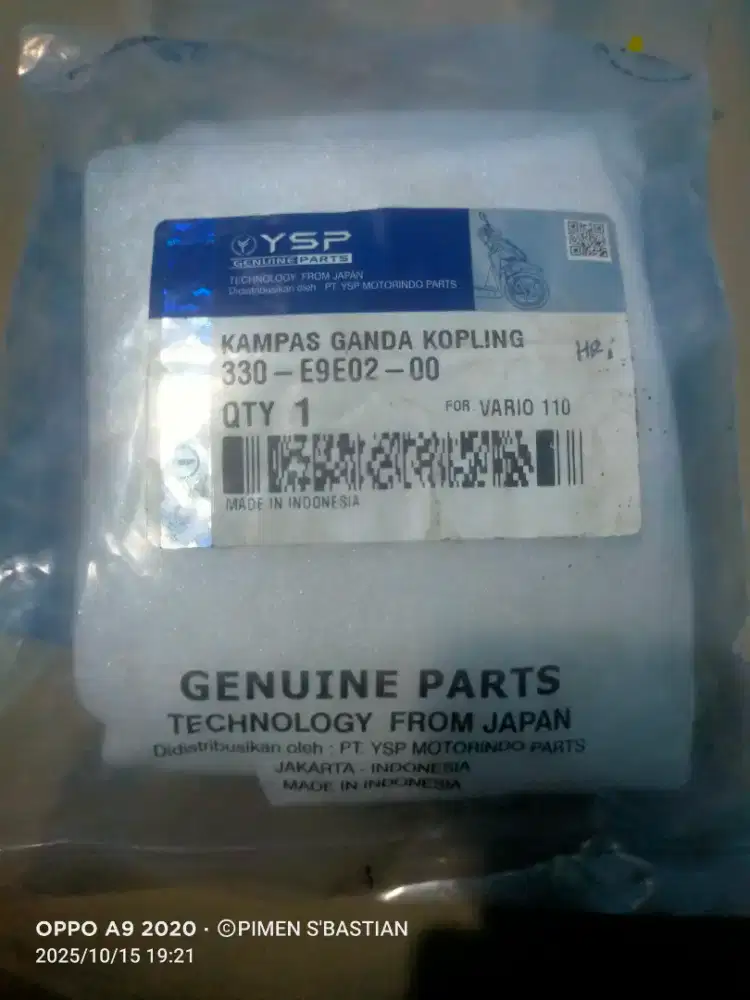 YSP
GENUINE PARTS
TECHNOLOGY FROM JAPAN
Didistribusikan oleh : PT. YSP MOTORINDO PARTS
KAMPAS GANDA KOPLING
330-E9E02-00
QTY 1
FOR VARIO 110
MADE IN INDONESIA
GENUINE PARTS
TECHNOLOGY FROM JAPAN
Didistribusikan oleh : PT. YSP MOTORINDO PARTS
JAKARTA - INDONESIA
MADE IN INDONESIA
OPPO A9 2020 · ©PIMEN S'BASTIAN
2025/10/15 19:21